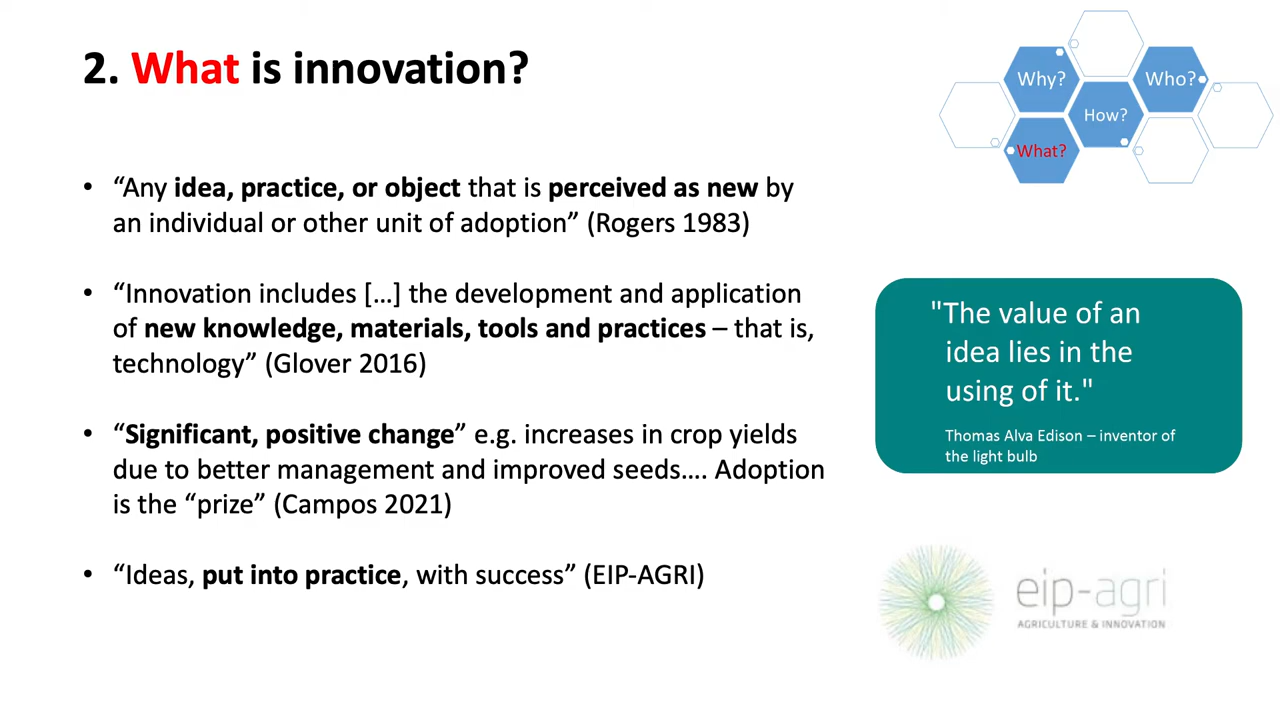 2. What is innovation?
Why?
Who?
How?
What?
• “Any idea, practice, or object that is perceived as new by
an individual or other unit of adoption” (Rogers 1983)
• “Innovation includes […] the development and application
of new knowledge, materials, tools and practices – that is,
technology” (Glover 2016)
• “Significant, positive change” e.g. increases in crop yields
due to better management and improved seeds…. Adoption
is the “prize” (Campos 2021)
• “Ideas, put into practice, with success” (EIP-AGRI)
"The value of an
idea lies in the
using of it."
Thomas Alva Edison – inventor of
the light bulb
eip-agri
AGRICULTURE & INNOVATION